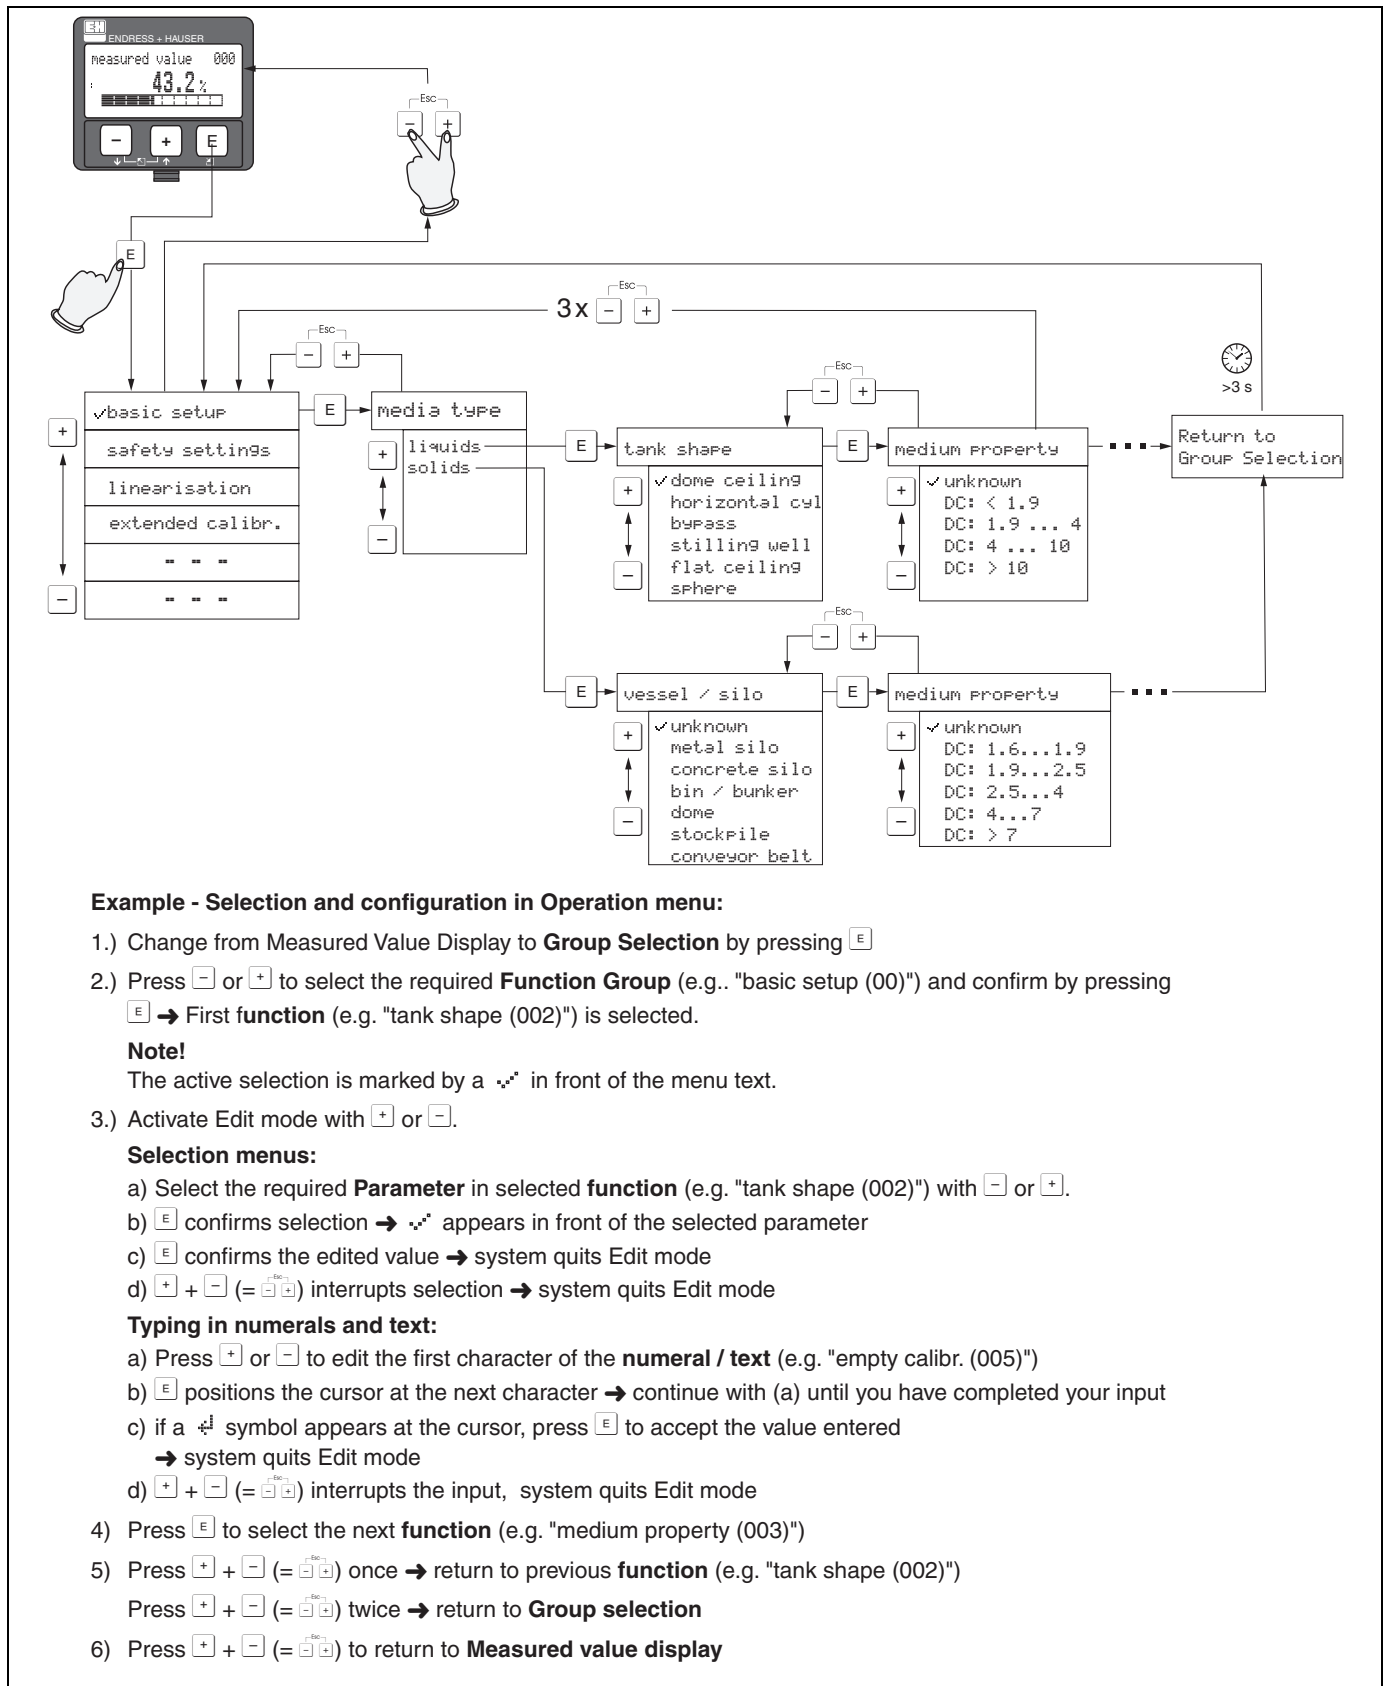 E+H
ENDRESS + HAUSER
measured value 000
43.2 %
- + E
Esc
- +
E
Esc
3x - +
Esc
- +
>3 s
✓basic setup
safety settings
linearisation
extended calibr.
- - -
- - -
+
-
E
media type
liquids
solids
+
-
E
Esc
- +
tank shape
✓dome ceiling
horizontal cyl
bypass
stilling well
flat ceiling
sphere
+
-
E
medium property
✓unknown
DC: < 1.9
DC: 1.9 ... 4
DC: 4 ... 10
DC: > 10
+
-
Return to
Group Selection
Esc
- +
E
vessel / silo
✓unknown
metal silo
concrete silo
bin / bunker
dome
stockpile
conveyor belt
+
-
E
medium property
✓unknown
DC: 1.6...1.9
DC: 1.9...2.5
DC: 2.5...4
DC: 4...7
DC: > 7
+
-
Example - Selection and configuration in Operation menu:
1.) Change from Measured Value Display to Group Selection by pressing E
2.) Press - or + to select the required Function Group (e.g.. "basic setup (00)") and confirm by pressing
E ➜ First function (e.g. "tank shape (002)") is selected.
Note!
The active selection is marked by a ✓ in front of the menu text.
3.) Activate Edit mode with + or -.
Selection menus:
a) Select the required Parameter in selected function (e.g. "tank shape (002)") with - or +.
b) E confirms selection ➜ ✓ appears in front of the selected parameter
c) E confirms the edited value ➜ system quits Edit mode
d) + + - (= Esc - +) interrupts selection ➜ system quits Edit mode
Typing in numerals and text:
a) Press + or - to edit the first character of the numeral / text (e.g. "empty calibr. (005)")
b) E positions the cursor at the next character ➜ continue with (a) until you have completed your input
c) if a ↵ symbol appears at the cursor, press E to accept the value entered
➜ system quits Edit mode
d) + + - (= Esc - +) interrupts the input, system quits Edit mode
4) Press E to select the next function (e.g. "medium property (003)")
5) Press + + - (= Esc - +) once ➜ return to previous function (e.g. "tank shape (002)")
Press + + - (= Esc - +) twice ➜ return to Group selection
6) Press + + - (= Esc - +) to return to Measured value display